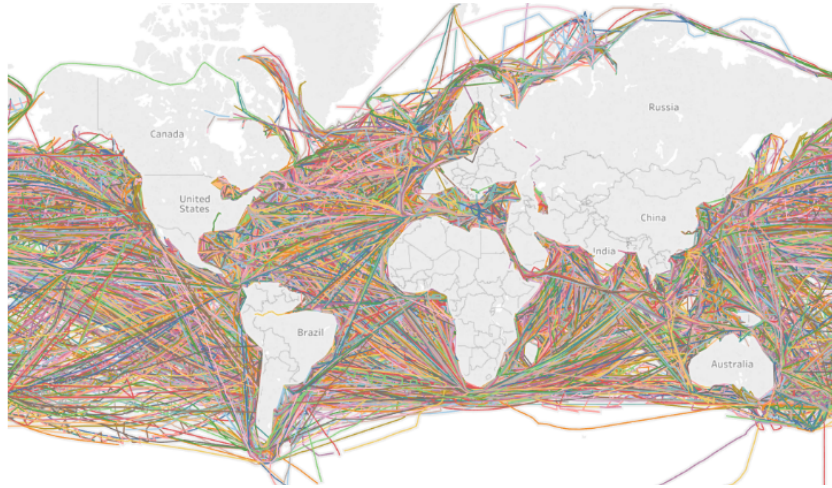 Russia
Canada
United
States
China
India
Brazil
Australia